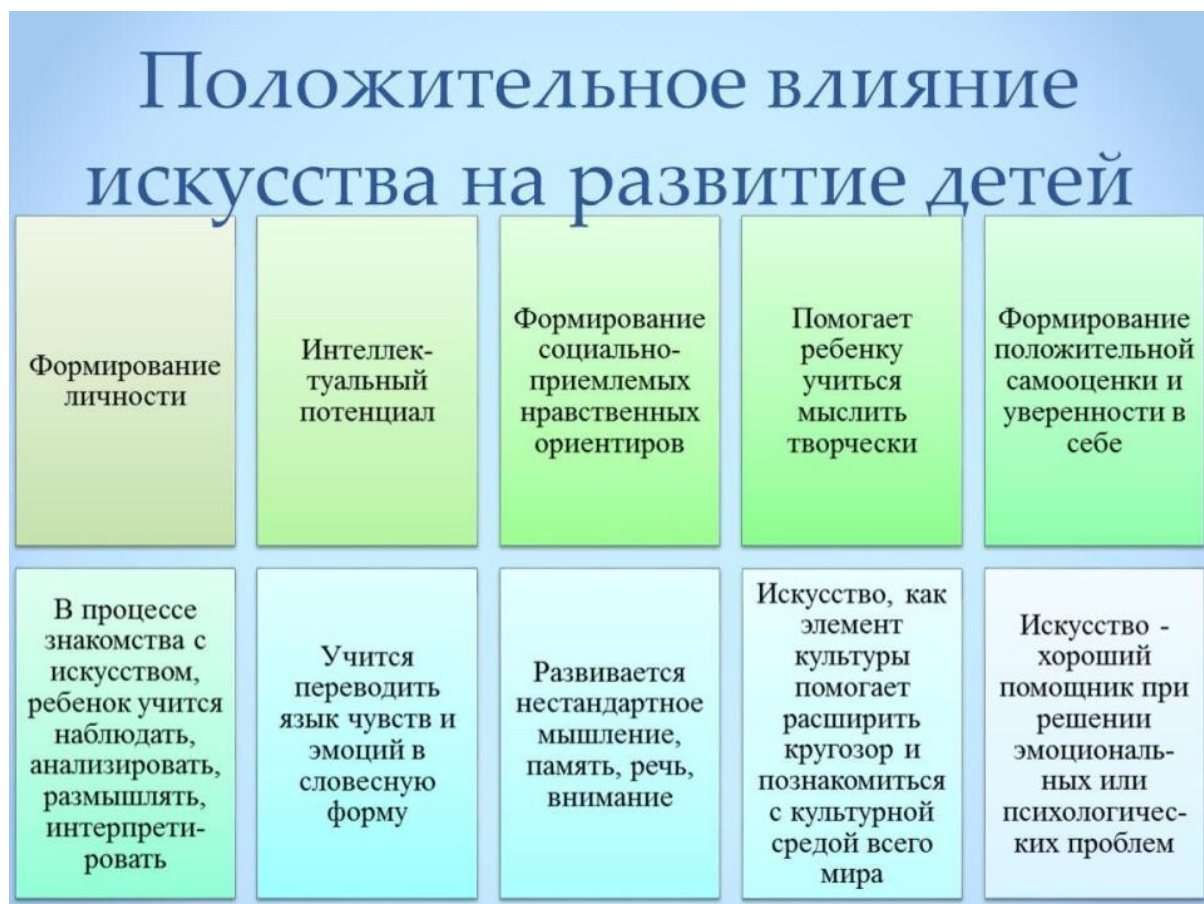 Положительное влияние
искусства на развитие детей
Формирование
личности
Интеллек-
туальный
потенциал
Формирование
социально-
приемлемых
нравственных
ориентиров
Помогает
ребенку
учиться
мыслить
творчески
Формирование
положительной
самооценки и
уверенности в
себе
В процессе
знакомства с
искусством,
ребенок учится
наблюдать,
анализировать,
размышлять,
интерпрети-
ровать
Учится
переводить
язык чувств и
эмоций в
словесную
форму
Развивается
нестандартное
мышление,
память, речь,
внимание
Искусство, как
элемент
культуры
помогает
расширить
кругозор и
познакомиться
с культурной
средой всего
мира
Искусство -
хороший
помощник при
решении
эмоциональ-
ных или
психологичес-
ких проблем